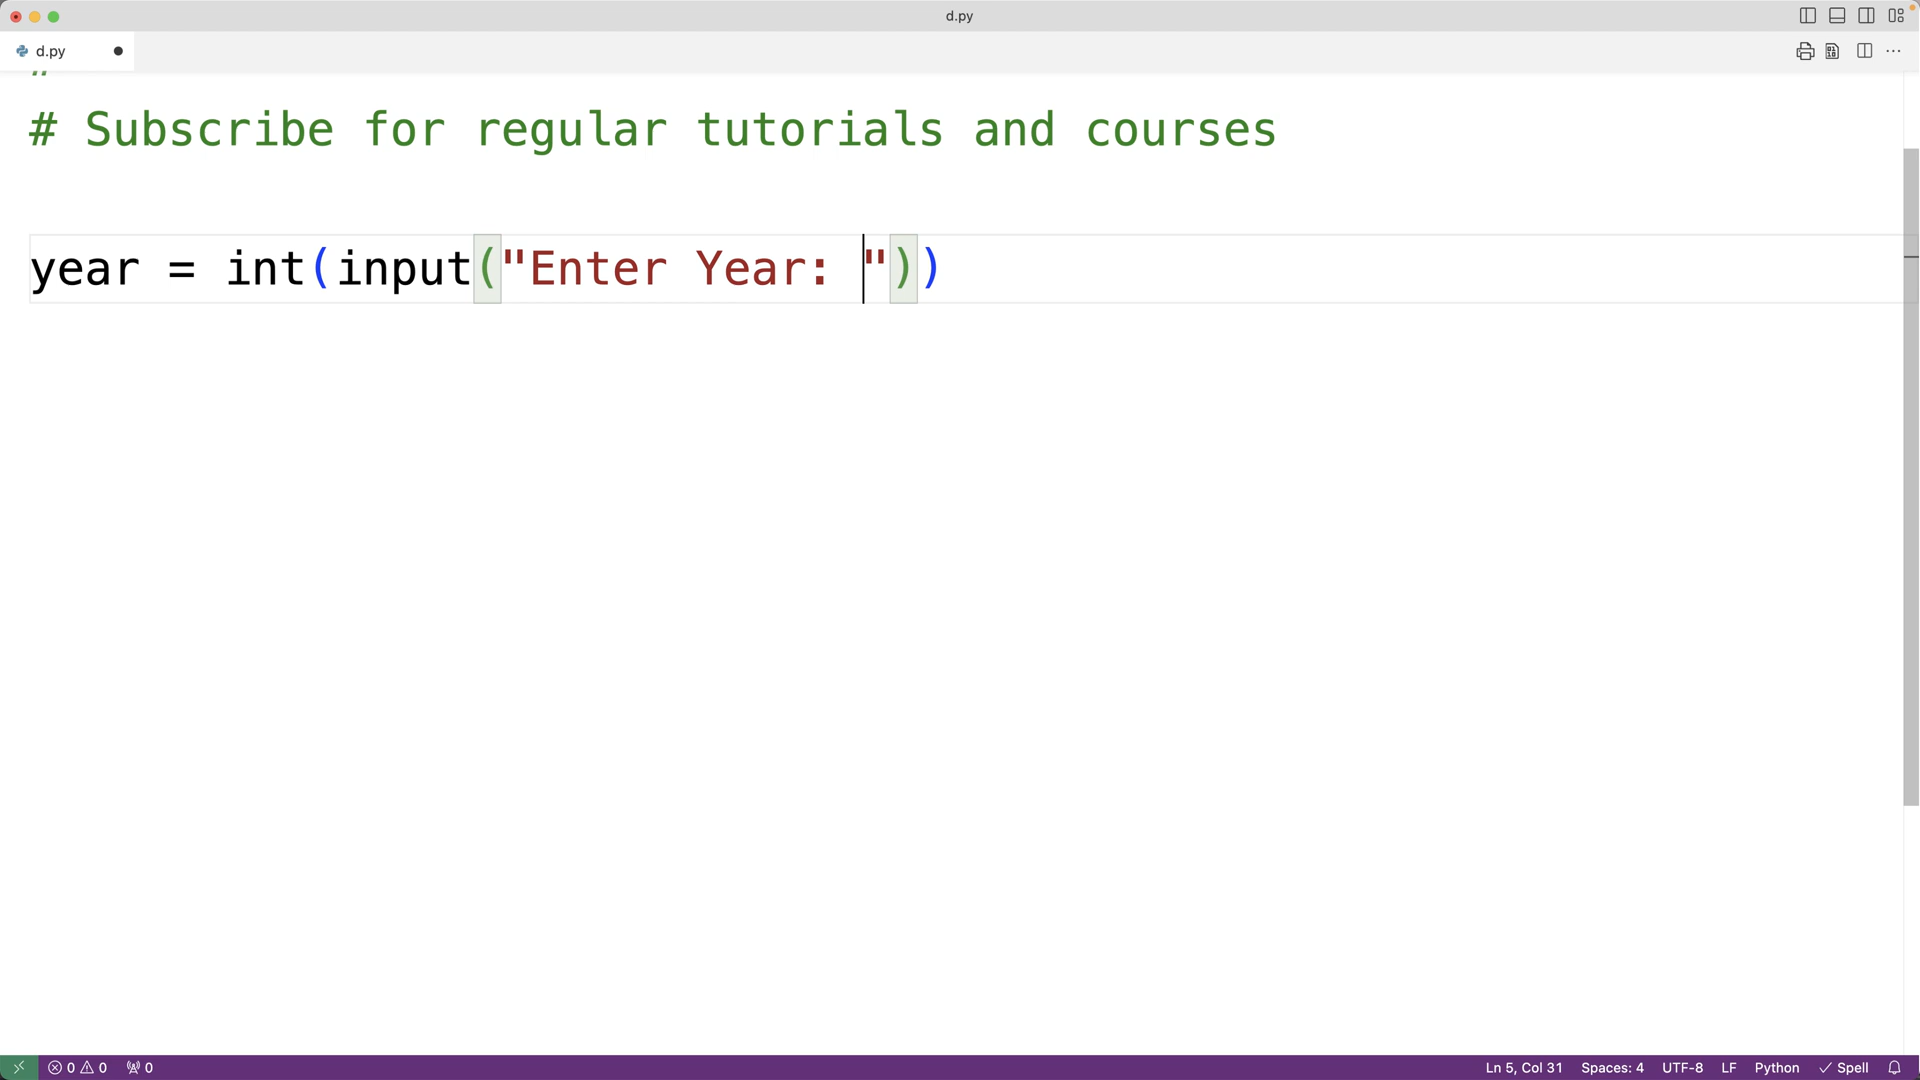 d.py
d.py
#
# Subscribe for regular tutorials and courses
year = int(input("Enter Year: "))
0 0 0 Ln 5, Col 31 Spaces: 4 UTF-8 LF Python Spell